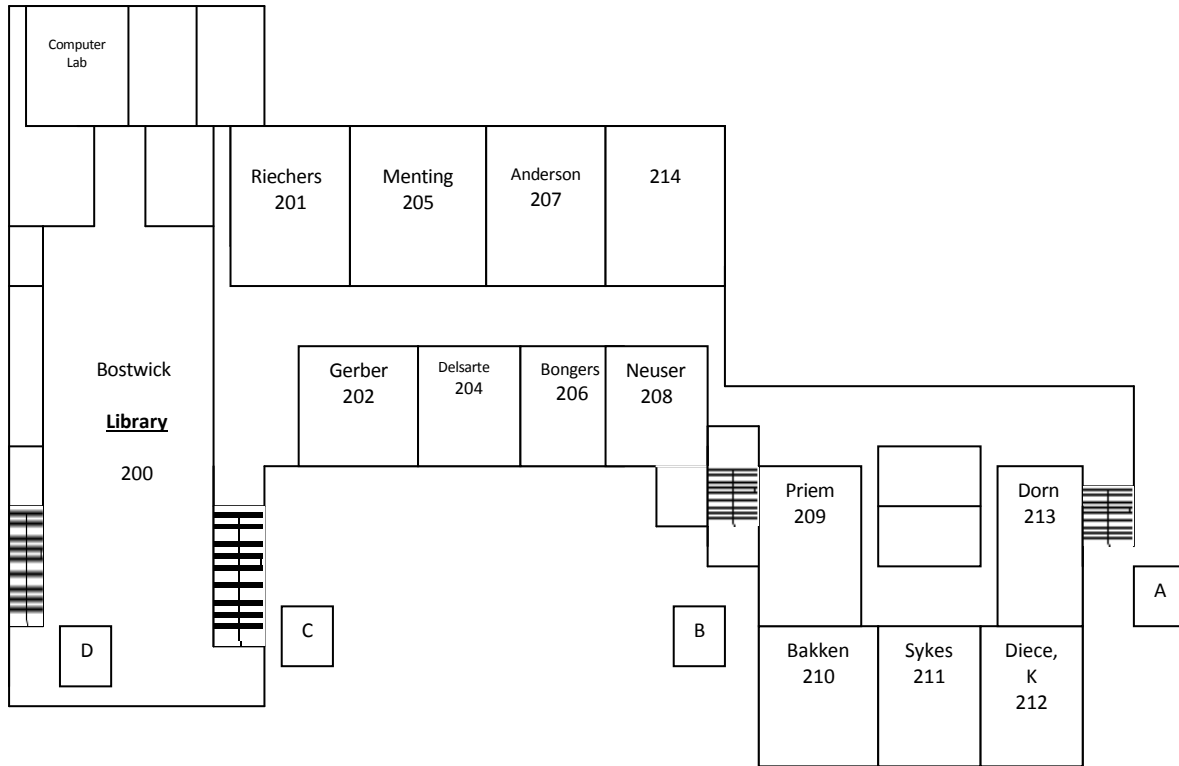 Computer
Lab
Riechers
201
Menting
205
Anderson
207
214
Bostwick
Library
200
Gerber
202
Delsarte
204
Bongers
206
Neuser
208
Priem
209
Dorn
213
A
B
C
D
Bakken
210
Sykes
211
Diece,
K
212